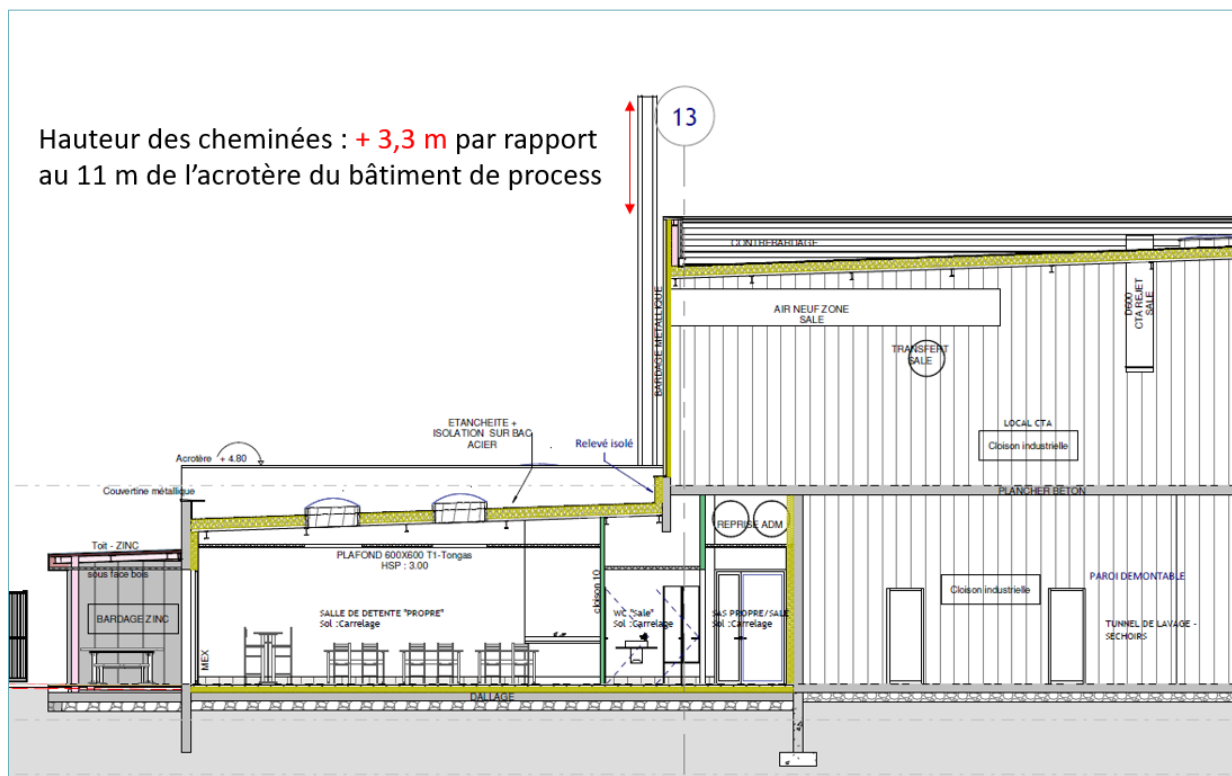 Hauteur des cheminées : + 3,3 m par rapport
au 11 m de l’acrotère du bâtiment de process
13
CONTREBARDAGE
BARDAGE METALLIQUE
AIR NEUF ZONE
SALE
D600
CTA REJET
SALE
TRANSFERT
SALE
ETANCHEITE +
ISOLATION SUR BAC
ACIER
Relevé isolé
LOCAL CTA
Cloison industrielle
Acrotère + 4.80
Couvertine métallique
PLANCHER BETON
REPRISE ADM
Toit - ZINC
sous face bois
PLAFOND 600X600 T1-Tongas
HSP : 3.00
cloison 10
PAROI DEMONTABLE
Cloison industrielle
BARDAGE ZINC
SALLE DE DETENTE "PROPRE"
Sol :Carrelage
WC "Sale"
Sol :Carrelage
SAS PROPRE/SALE
Sol :Carrelage
TUNNEL DE LAVAGE -
SECHOIRS
MEX
DALLAGE